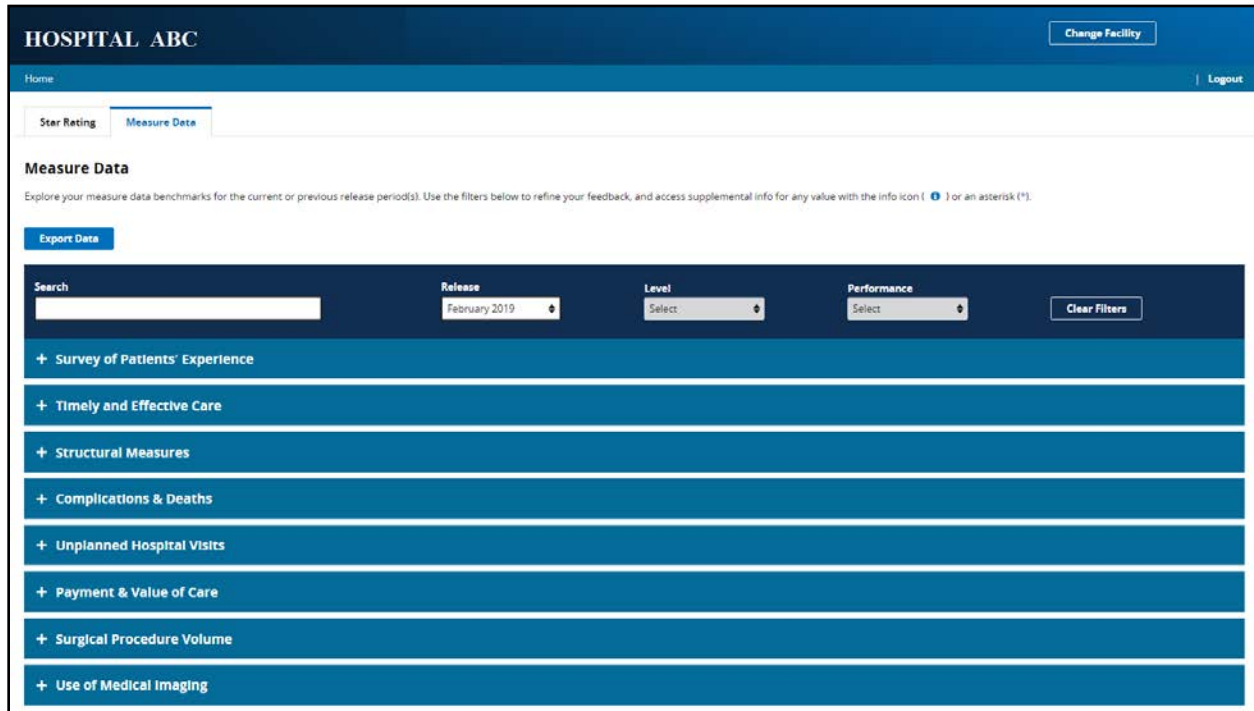 HOSPITAL ABC
Change Facility
Home
| Logout
Star Rating Measure Data
Measure Data
Explore your measure data benchmarks for the current or previous release period(s). Use the filters below to refine your feedback, and access supplemental info for any value with the info icon ( i ) or an asterisk (*).
Export Data
Search Release Level Performance
February 2019 Select Select Clear Filters
+ Survey of Patients' Experience
+ Timely and Effective Care
+ Structural Measures
+ Complications & Deaths
+ Unplanned Hospital Visits
+ Payment & Value of Care
+ Surgical Procedure Volume
+ Use of Medical Imaging